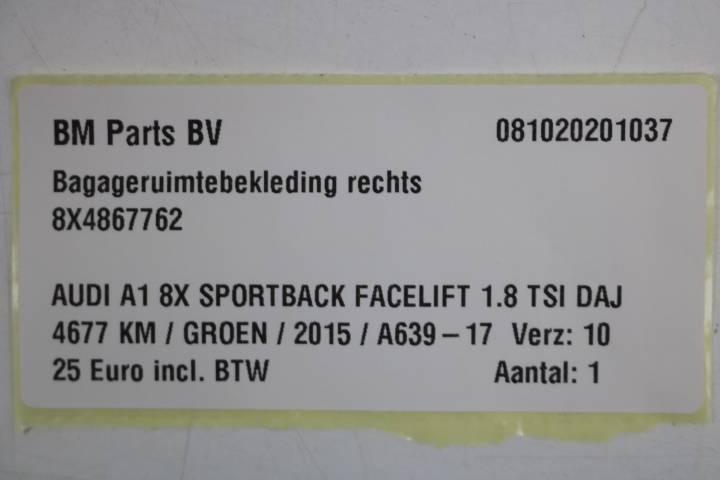 BM Parts BV 081020201037
Bagageruimtebekleding rechts
8X4867762
AUDI A1 8X SPORTBACK FACELIFT 1.8 TSI DAJ
4677 KM / GROEN / 2015 / A639-17 Verz: 10
25 Euro incl. BTW Aantal: 1